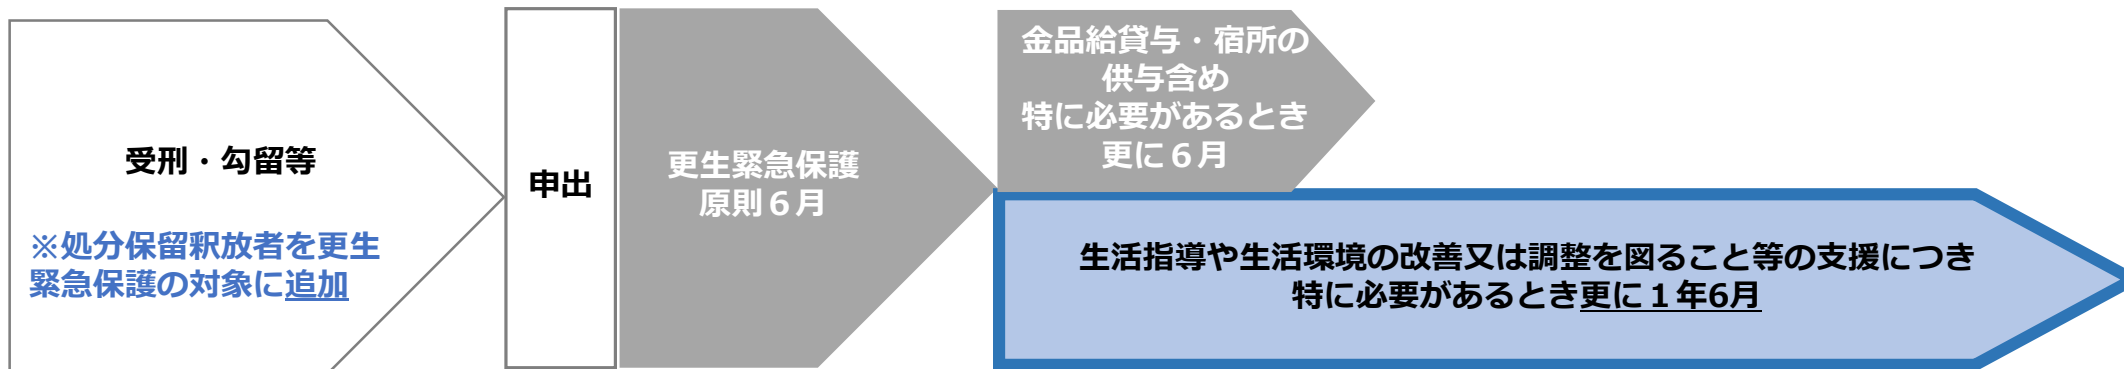 受刑・勾留等
※処分保留釈放者を更生
緊急保護の対象に追加
申出
更生緊急保護
原則６月
金品給貸与・宿所の
供与含め
特に必要があるとき
更に６月
生活指導や生活環境の改善又は調整を図ること等の支援につき
特に必要があるとき更に１年6月